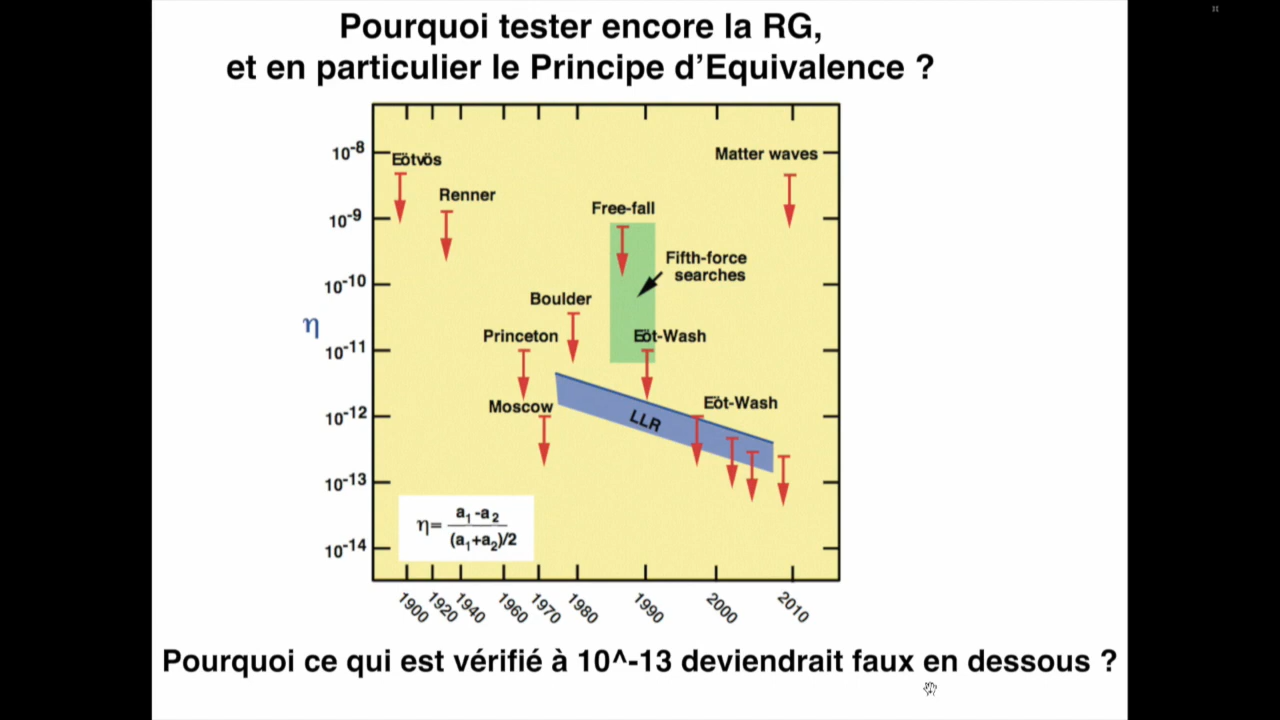 Pourquoi tester encore la RG,
et en particulier le Principe d'Equivalence ?
10-8
Eötvös
Matter waves
Renner
10-9
Free-fall
Fifth-force
searches
10-10
Boulder
η
Princeton
Eöt-Wash
10-11
Moscow
Eöt-Wash
10-12
LLR
10-13
η= a1-a2
(a1+a2)/2
10-14
1900 1920 1940 1960 1970 1980 1990 2000 2010
Pourquoi ce qui est vérifié à 10^-13 deviendrait faux en dessous ?